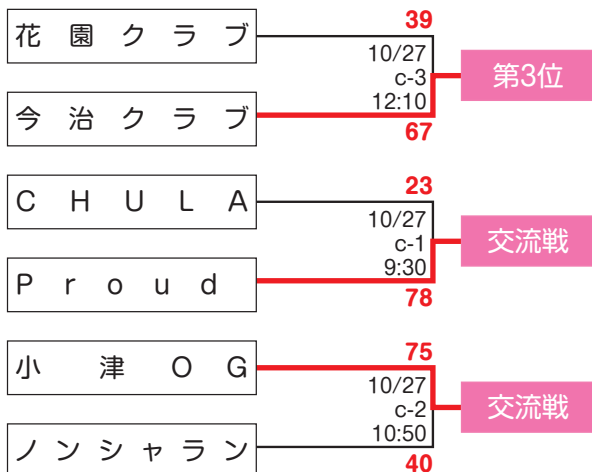 花園クラブ
39
10/27
c-3
12:10
第3位
今治クラブ
67
CHULA
23
10/27
c-1
9:30
交流戦
Proud
78
小津OG
75
10/27
c-2
10:50
交流戦
ノンシャラン
40